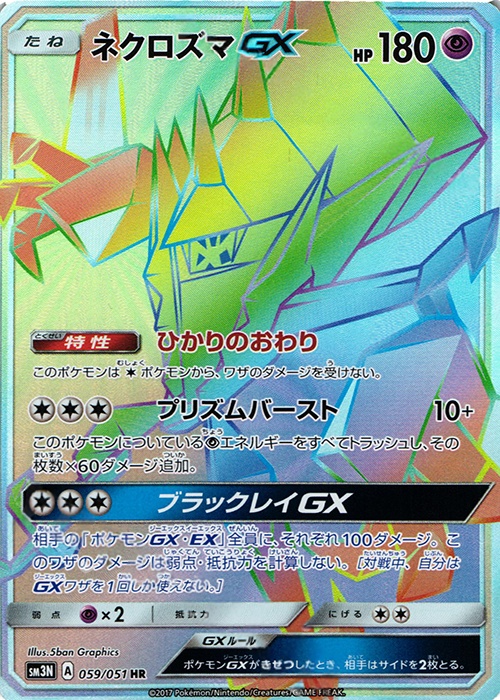 たね ネクロズマGX HP 180
とくせい
特性 ひかりのおわり
このポケモンは ポケモンから、ワザのダメージを受けない。
プリズムバースト 10+
このポケモンについているエネルギーをすべてトラッシュし、その
枚数×60ダメージ追加。
ブラックレイGX
相手の「ポケモンGX・EX」全員に、それぞれ100ダメージ。こ
のワザのダメージは弱点・抵抗力を計算しない。[対戦中、自分は
GXワザを1回しか使えない。]
弱点 ×2 抵抗力 にげる
GXルール
ポケモンGXがきぜつしたとき、相手はサイドを2枚とる。
Illus. 5ban Graphics
SM3N A 059/051 HR
©2017 Pokémon/Nintendo/Creatures/GAME FREAK.